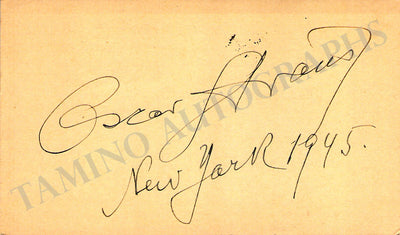 Oscar Straus
New York 1945.
TAMINO AUTOGRAPHS